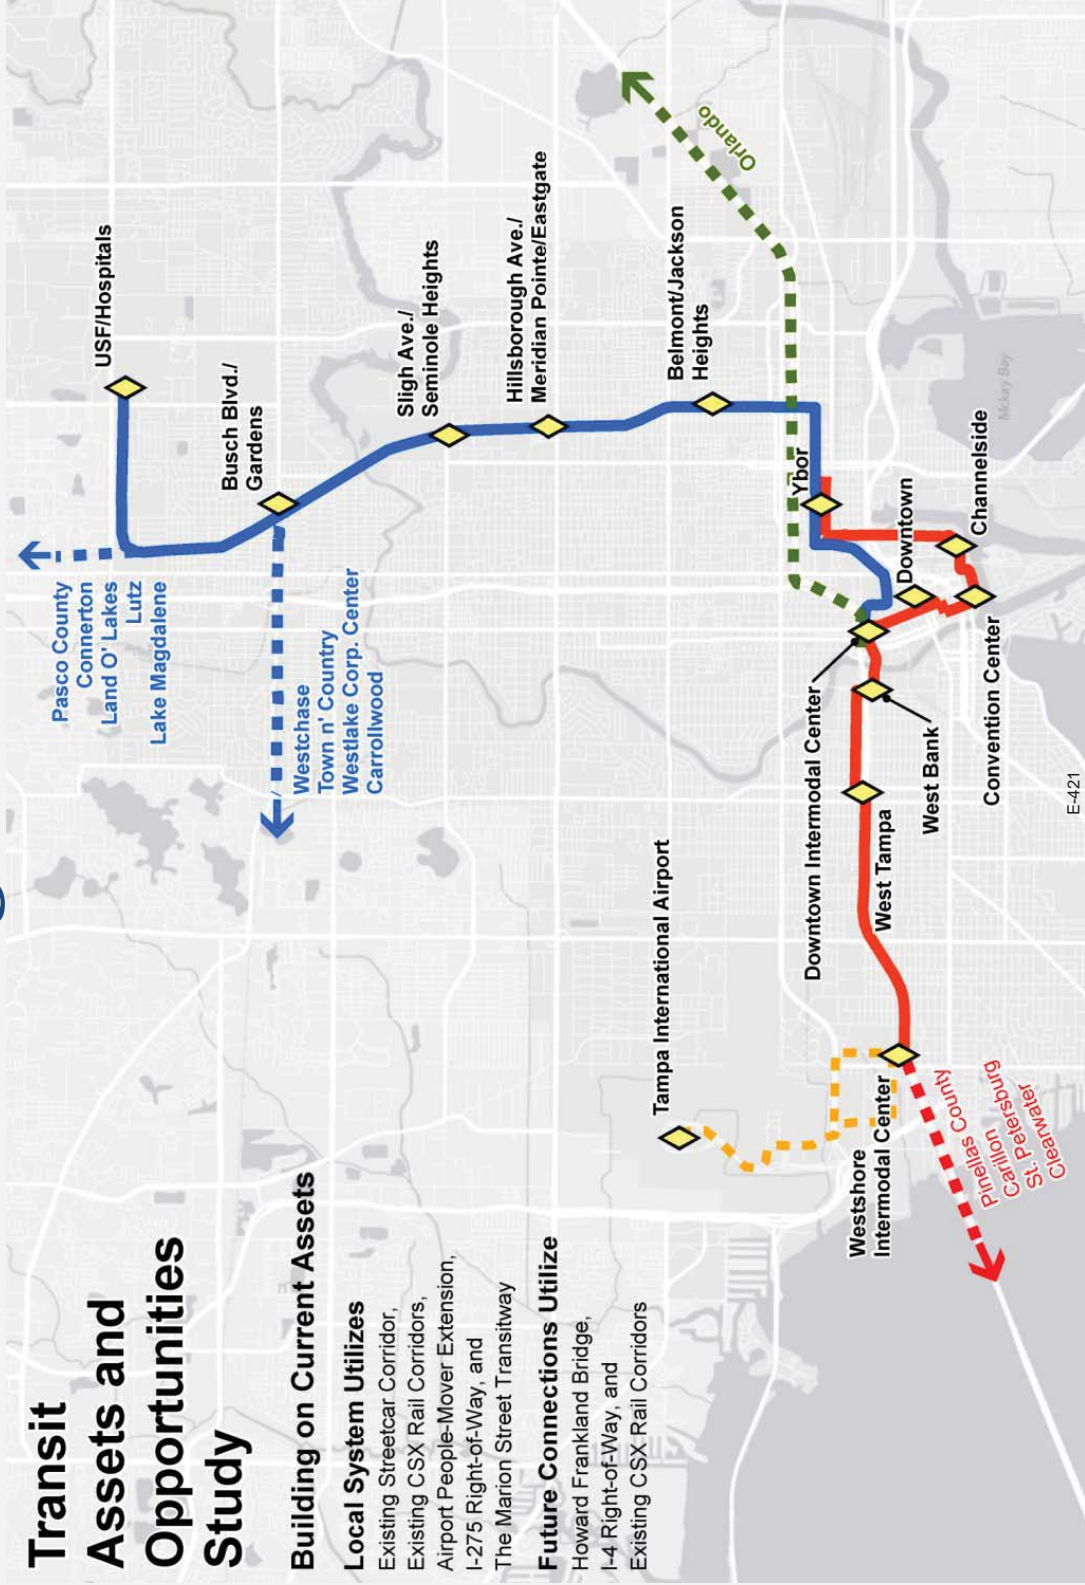 Transit
Assets and
Opportunities
Study
Building on Current Assets
Local System Utilizes
Existing Streetcar Corridor,
Existing CSX Rail Corridors,
Airport People-Mover Extension,
I-275 Right-of-Way, and
The Marion Street Transitway
Future Connections Utilize
Howard Frankland Bridge,
I-4 Right-of-Way, and
Existing CSX Rail Corridors
Pasco County
Connerton
Land O' Lakes
Lutz
Lake Magdalene
USF/Hospitals
Busch Blvd./
Gardens
Westchase
Town n' Country
Westlake Corp. Center
Carrollwood
Sligh Ave./
Seminole Heights
Hillsborough Ave./
Meridian Pointe/Eastgate
Belmont/Jackson
Heights
Orlando
Tampa International Airport
Ybor
Downtown Intermodal Center
Downtown
Channelside
Mckay Bay
Westshore
Intermodal Center
West Tampa
West Bank
Convention Center
Pinellas County
Carillon
St. Petersburg
Clearwater
E-421